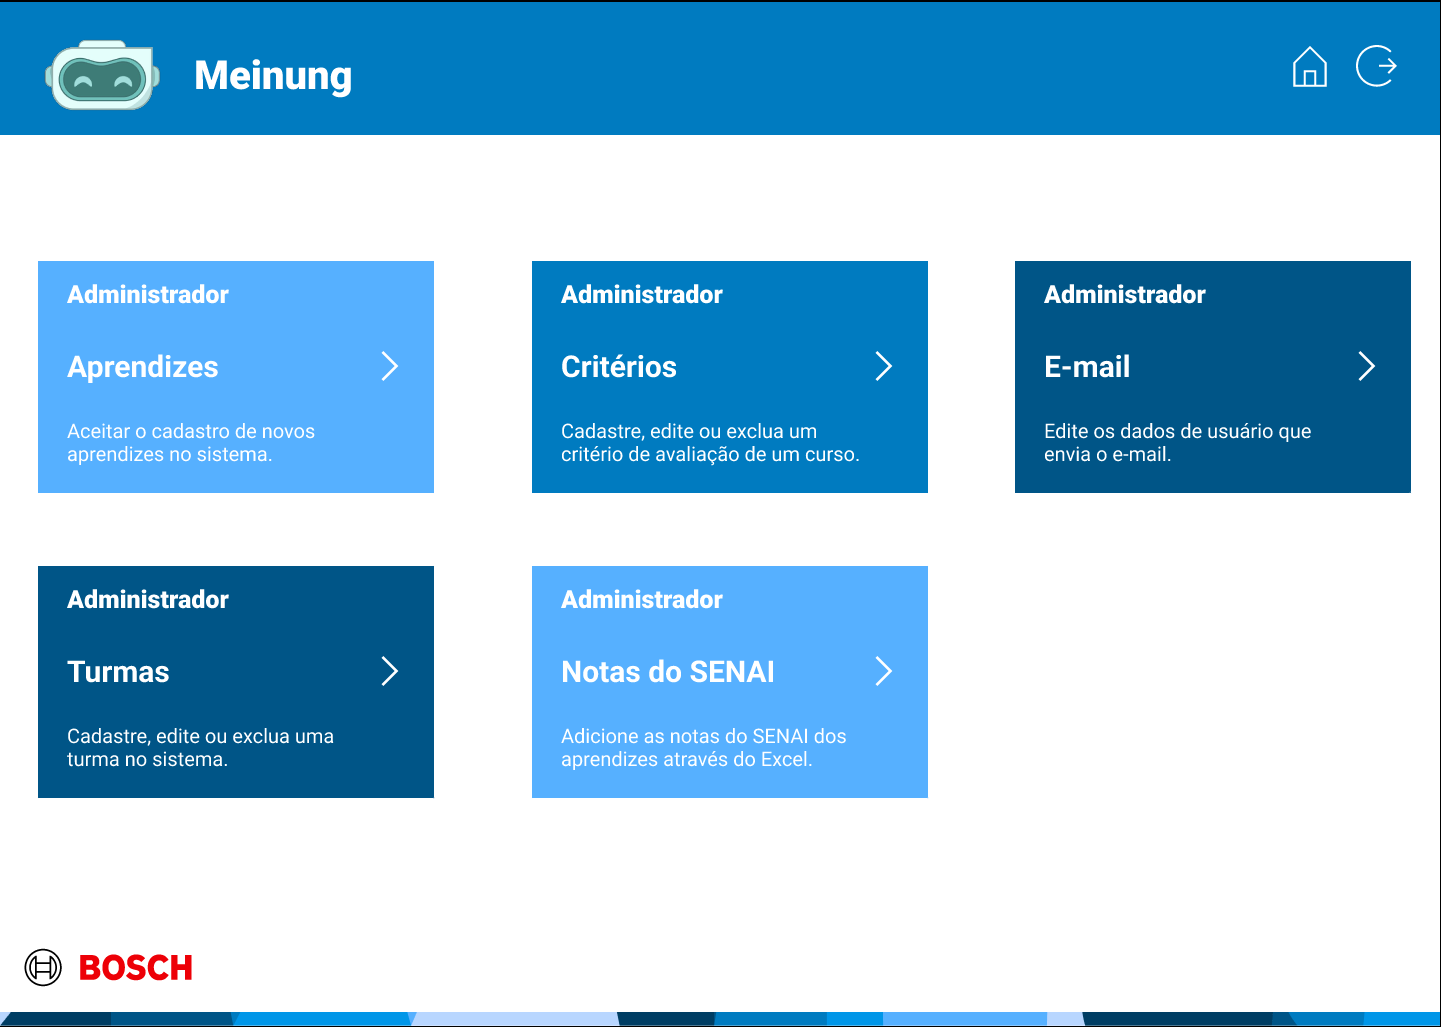 Meinung
Administrador
Aprendizes
Aceitar o cadastro de novos
aprendizes no sistema.
Administrador
Critérios
Cadastre, edite ou exclua um
critério de avaliação de um curso.
Administrador
E-mail
Edite os dados de usuário que
envia o e-mail.
Administrador
Turmas
Cadastre, edite ou exclua uma
turma no sistema.
Administrador
Notas do SENAI
Adicione as notas do SENAI dos
aprendizes através do Excel.
BOSCH